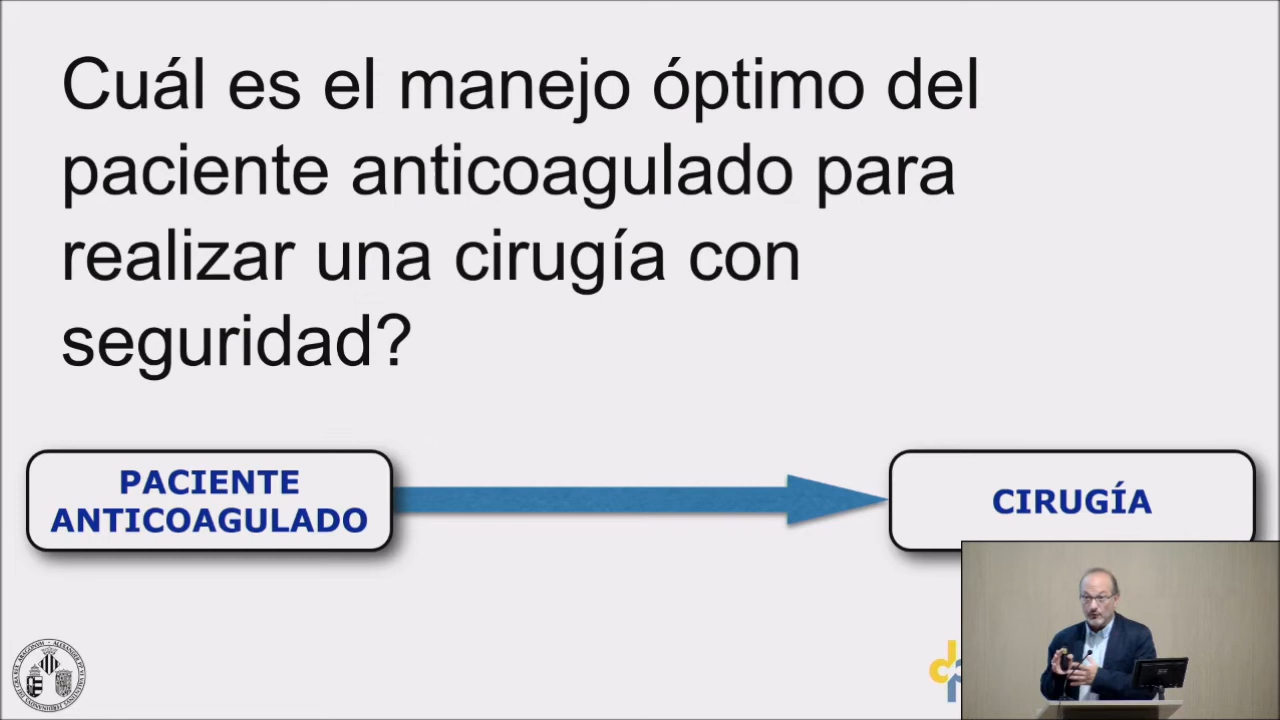 Cuál es el manejo óptimo del
paciente anticoagulado para
realizar una cirugía con
seguridad?
PACIENTE
ANTICOAGULADO
CIRUGÍA